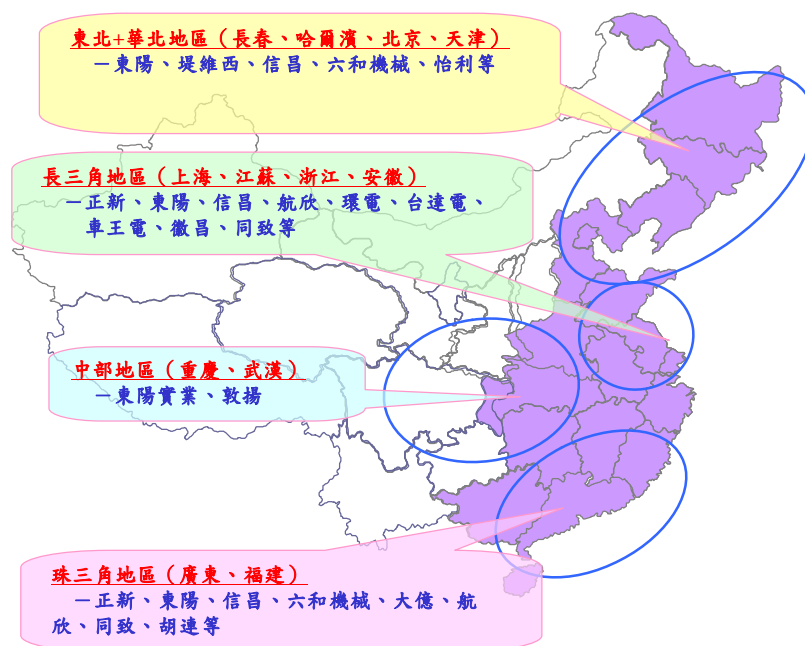 東北+華北地區（長春、哈爾濱、北京、天津）
－東陽、堤維西、信昌、六和機械、怡利等
長三角地區（上海、江蘇、浙江、安徽）
－正新、東陽、信昌、航欣、環電、台達電、
車王電、徽昌、同致等
中部地區（重慶、武漢）
－東陽實業、敦揚
珠三角地區（廣東、福建）
－正新、東陽、信昌、六和機械、大億、航
欣、同致、胡連等